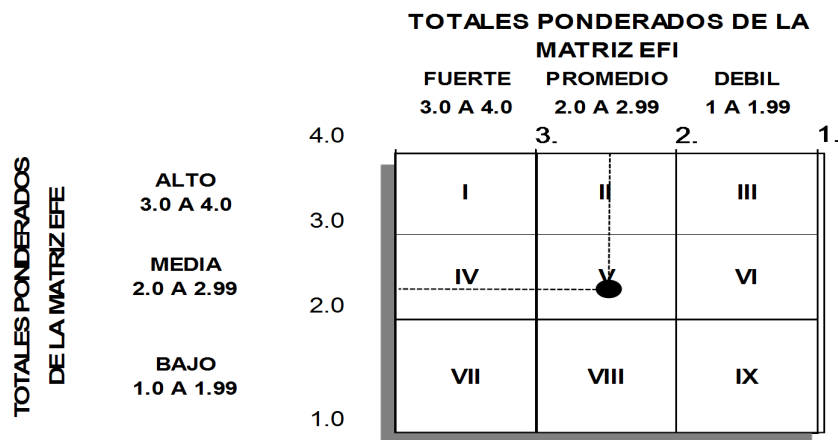 TOTALES PONDERADOS DE LA
MATRIZ EFI
FUERTE PROMEDIO DEBIL
3.0 A 4.0 2.0 A 2.99 1 A 1.99
4.0 3. 2. 1.
TOTALES PONDERADOS
DE LA MATRIZ EFE
ALTO
3.0 A 4.0
I II III
3.0
MEDIA
2.0 A 2.99
IV V VI
2.0
BAJO
1.0 A 1.99
VII VIII IX
1.0